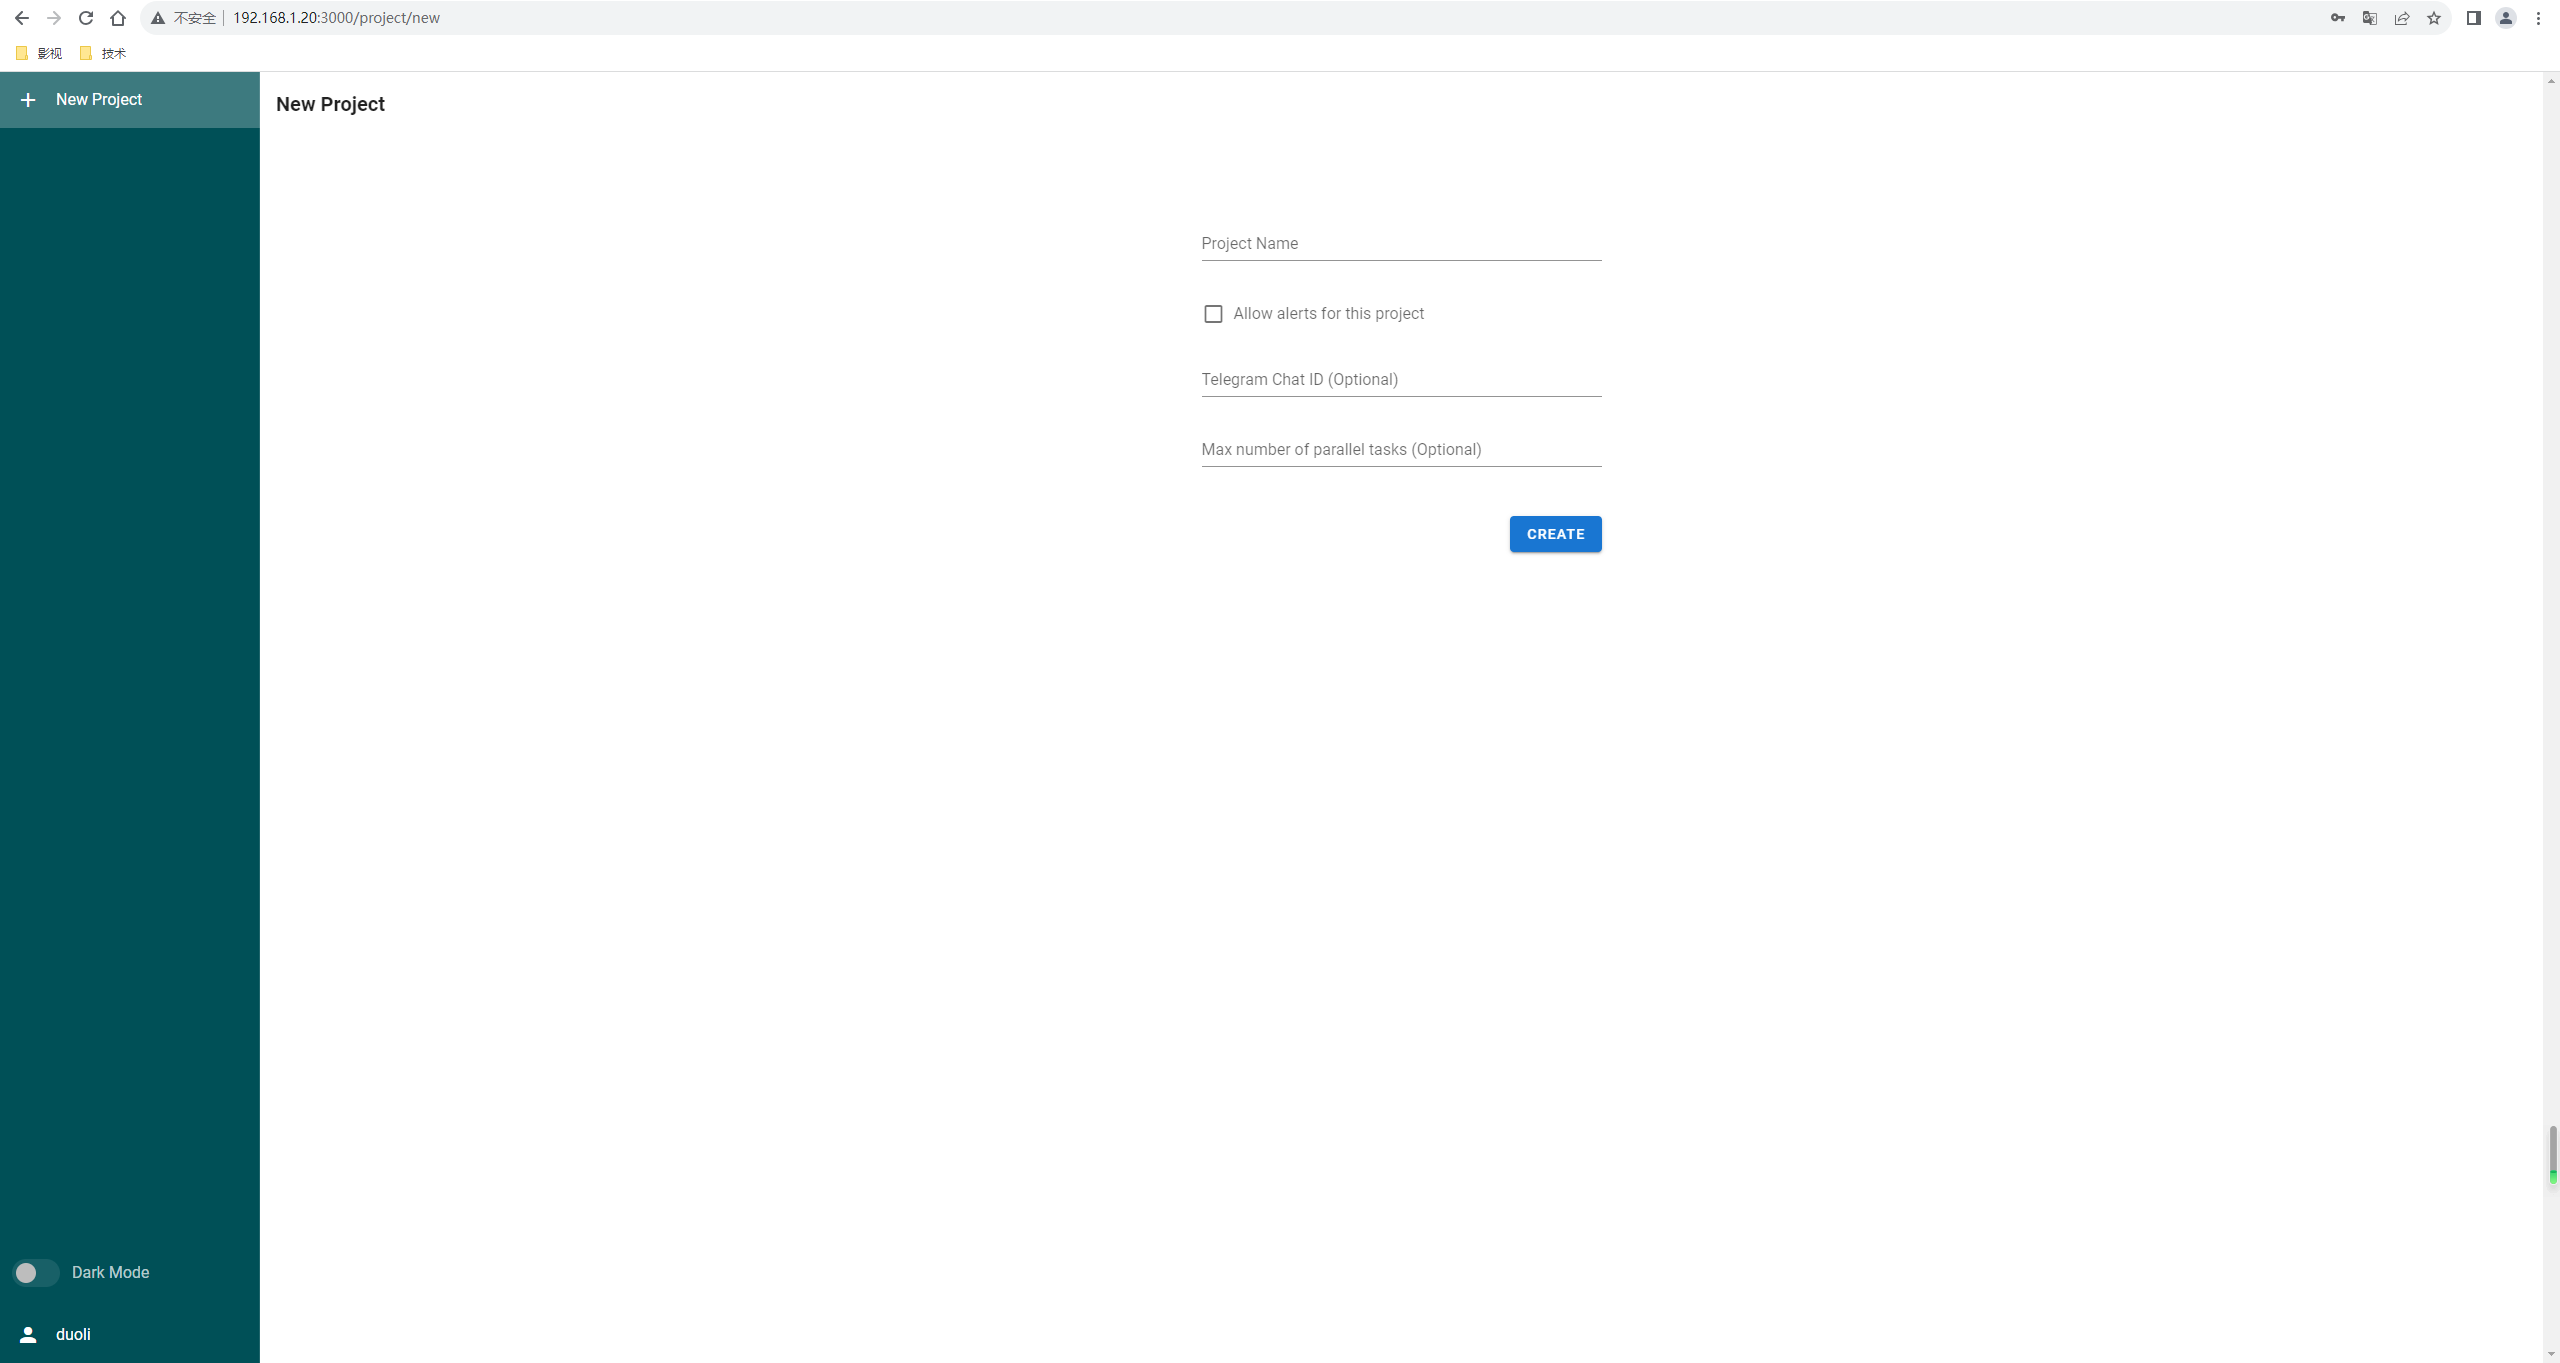 不安全 192.168.1.20:3000/project/new
影视 技术
New Project
New Project
Project Name
Allow alerts for this project
Telegram Chat ID (Optional)
Max number of parallel tasks (Optional)
CREATE
Dark Mode
duoli